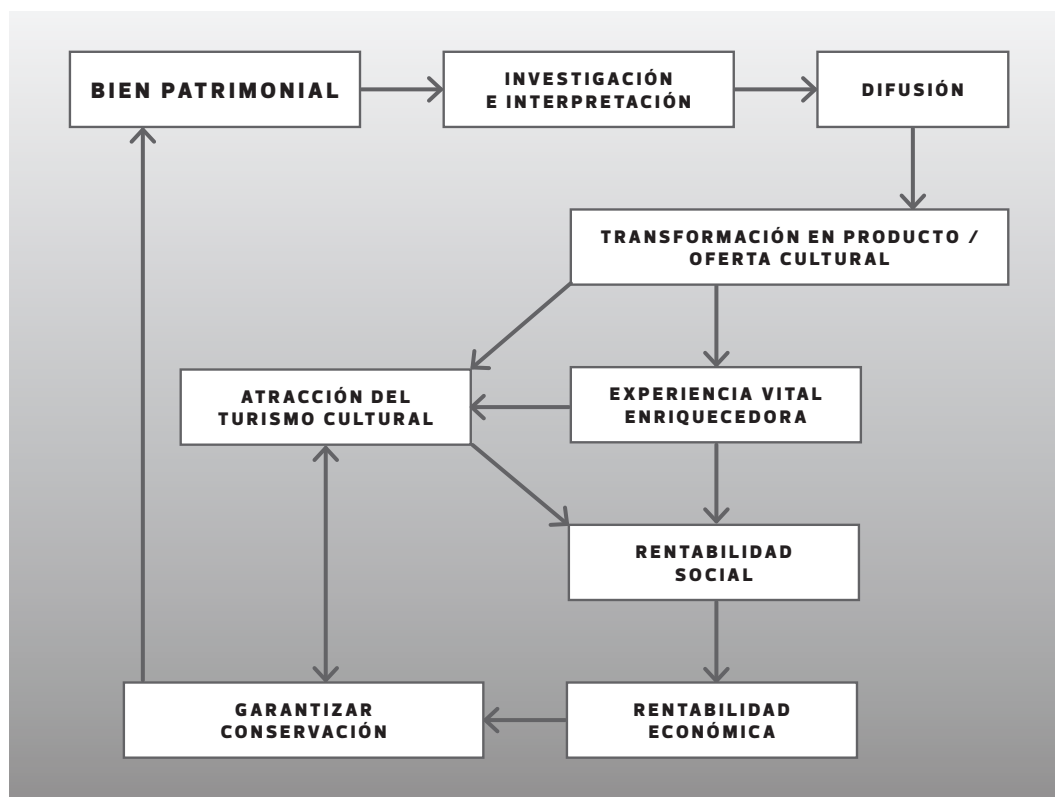 BIEN PATRIMONIAL
INVESTIGACIÓN
E INTERPRETACIÓN
DIFUSIÓN
TRANSFORMACIÓN EN PRODUCTO /
OFERTA CULTURAL
ATRACCIÓN DEL
TURISMO CULTURAL
EXPERIENCIA VITAL
ENRIQUECEDORA
RENTABILIDAD
SOCIAL
GARANTIZAR
CONSERVACIÓN
RENTABILIDAD
ECONÓMICA